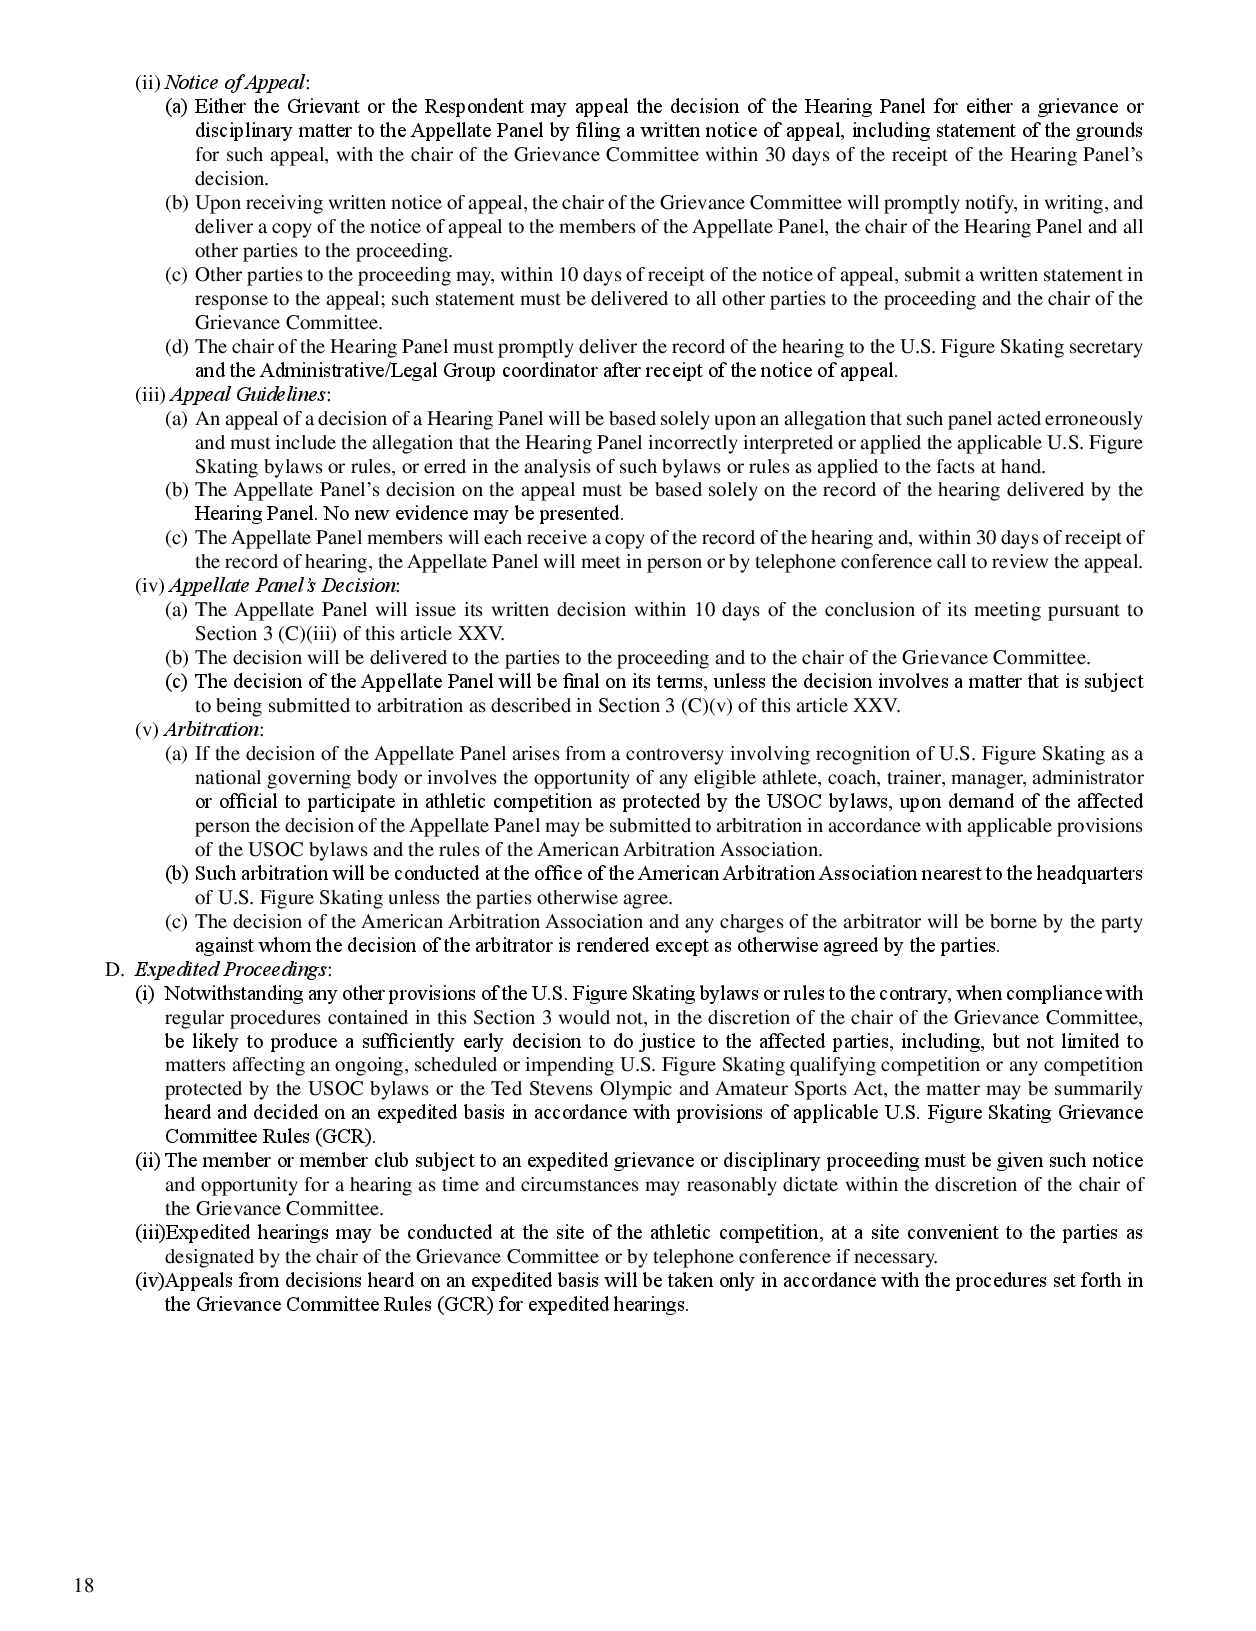 (ii) Notice of Appeal:
(a) Either the Grievant or the Respondent may appeal the decision of the Hearing Panel for either a grievance or
disciplinary matter to the Appellate Panel by filing a written notice of appeal, including statement of the grounds
for such appeal, with the chair of the Grievance Committee within 30 days of the receipt of the Hearing Panel’s
decision.
(b) Upon receiving written notice of appeal, the chair of the Grievance Committee will promptly notify, in writing, and
deliver a copy of the notice of appeal to the members of the Appellate Panel, the chair of the Hearing Panel and all
other parties to the proceeding.
(c) Other parties to the proceeding may, within 10 days of receipt of the notice of appeal, submit a written statement in
response to the appeal; such statement must be delivered to all other parties to the proceeding and the chair of the
Grievance Committee.
(d) The chair of the Hearing Panel must promptly deliver the record of the hearing to the U.S. Figure Skating secretary
and the Administrative/Legal Group coordinator after receipt of the notice of appeal.
(iii) Appeal Guidelines:
(a) An appeal of a decision of a Hearing Panel will be based solely upon an allegation that such panel acted erroneously
and must include the allegation that the Hearing Panel incorrectly interpreted or applied the applicable U.S. Figure
Skating bylaws or rules, or erred in the analysis of such bylaws or rules as applied to the facts at hand.
(b) The Appellate Panel’s decision on the appeal must be based solely on the record of the hearing delivered by the
Hearing Panel. No new evidence may be presented.
(c) The Appellate Panel members will each receive a copy of the record of the hearing and, within 30 days of receipt of
the record of hearing, the Appellate Panel will meet in person or by telephone conference call to review the appeal.
(iv) Appellate Panel’s Decision:
(a) The Appellate Panel will issue its written decision within 10 days of the conclusion of its meeting pursuant to
Section 3 (C)(iii) of this article XXV.
(b) The decision will be delivered to the parties to the proceeding and to the chair of the Grievance Committee.
(c) The decision of the Appellate Panel will be final on its terms, unless the decision involves a matter that is subject
to being submitted to arbitration as described in Section 3 (C)(v) of this article XXV.
(v) Arbitration:
(a) If the decision of the Appellate Panel arises from a controversy involving recognition of U.S. Figure Skating as a
national governing body or involves the opportunity of any eligible athlete, coach, trainer, manager, administrator
or official to participate in athletic competition as protected by the USOC bylaws, upon demand of the affected
person the decision of the Appellate Panel may be submitted to arbitration in accordance with applicable provisions
of the USOC bylaws and the rules of the American Arbitration Association.
(b) Such arbitration will be conducted at the office of the American Arbitration Association nearest to the headquarters
of U.S. Figure Skating unless the parties otherwise agree.
(c) The decision of the American Arbitration Association and any charges of the arbitrator will be borne by the party
against whom the decision of the arbitrator is rendered except as otherwise agreed by the parties.
D. Expedited Proceedings:
(i) Notwithstanding any other provisions of the U.S. Figure Skating bylaws or rules to the contrary, when compliance with
regular procedures contained in this Section 3 would not, in the discretion of the chair of the Grievance Committee,
be likely to produce a sufficiently early decision to do justice to the affected parties, including, but not limited to
matters affecting an ongoing, scheduled or impending U.S. Figure Skating qualifying competition or any competition
protected by the USOC bylaws or the Ted Stevens Olympic and Amateur Sports Act, the matter may be summarily
heard and decided on an expedited basis in accordance with provisions of applicable U.S. Figure Skating Grievance
Committee Rules (GCR).
(ii) The member or member club subject to an expedited grievance or disciplinary proceeding must be given such notice
and opportunity for a hearing as time and circumstances may reasonably dictate within the discretion of the chair of
the Grievance Committee.
(iii)Expedited hearings may be conducted at the site of the athletic competition, at a site convenient to the parties as
designated by the chair of the Grievance Committee or by telephone conference if necessary.
(iv)Appeals from decisions heard on an expedited basis will be taken only in accordance with the procedures set forth in
the Grievance Committee Rules (GCR) for expedited hearings.
18